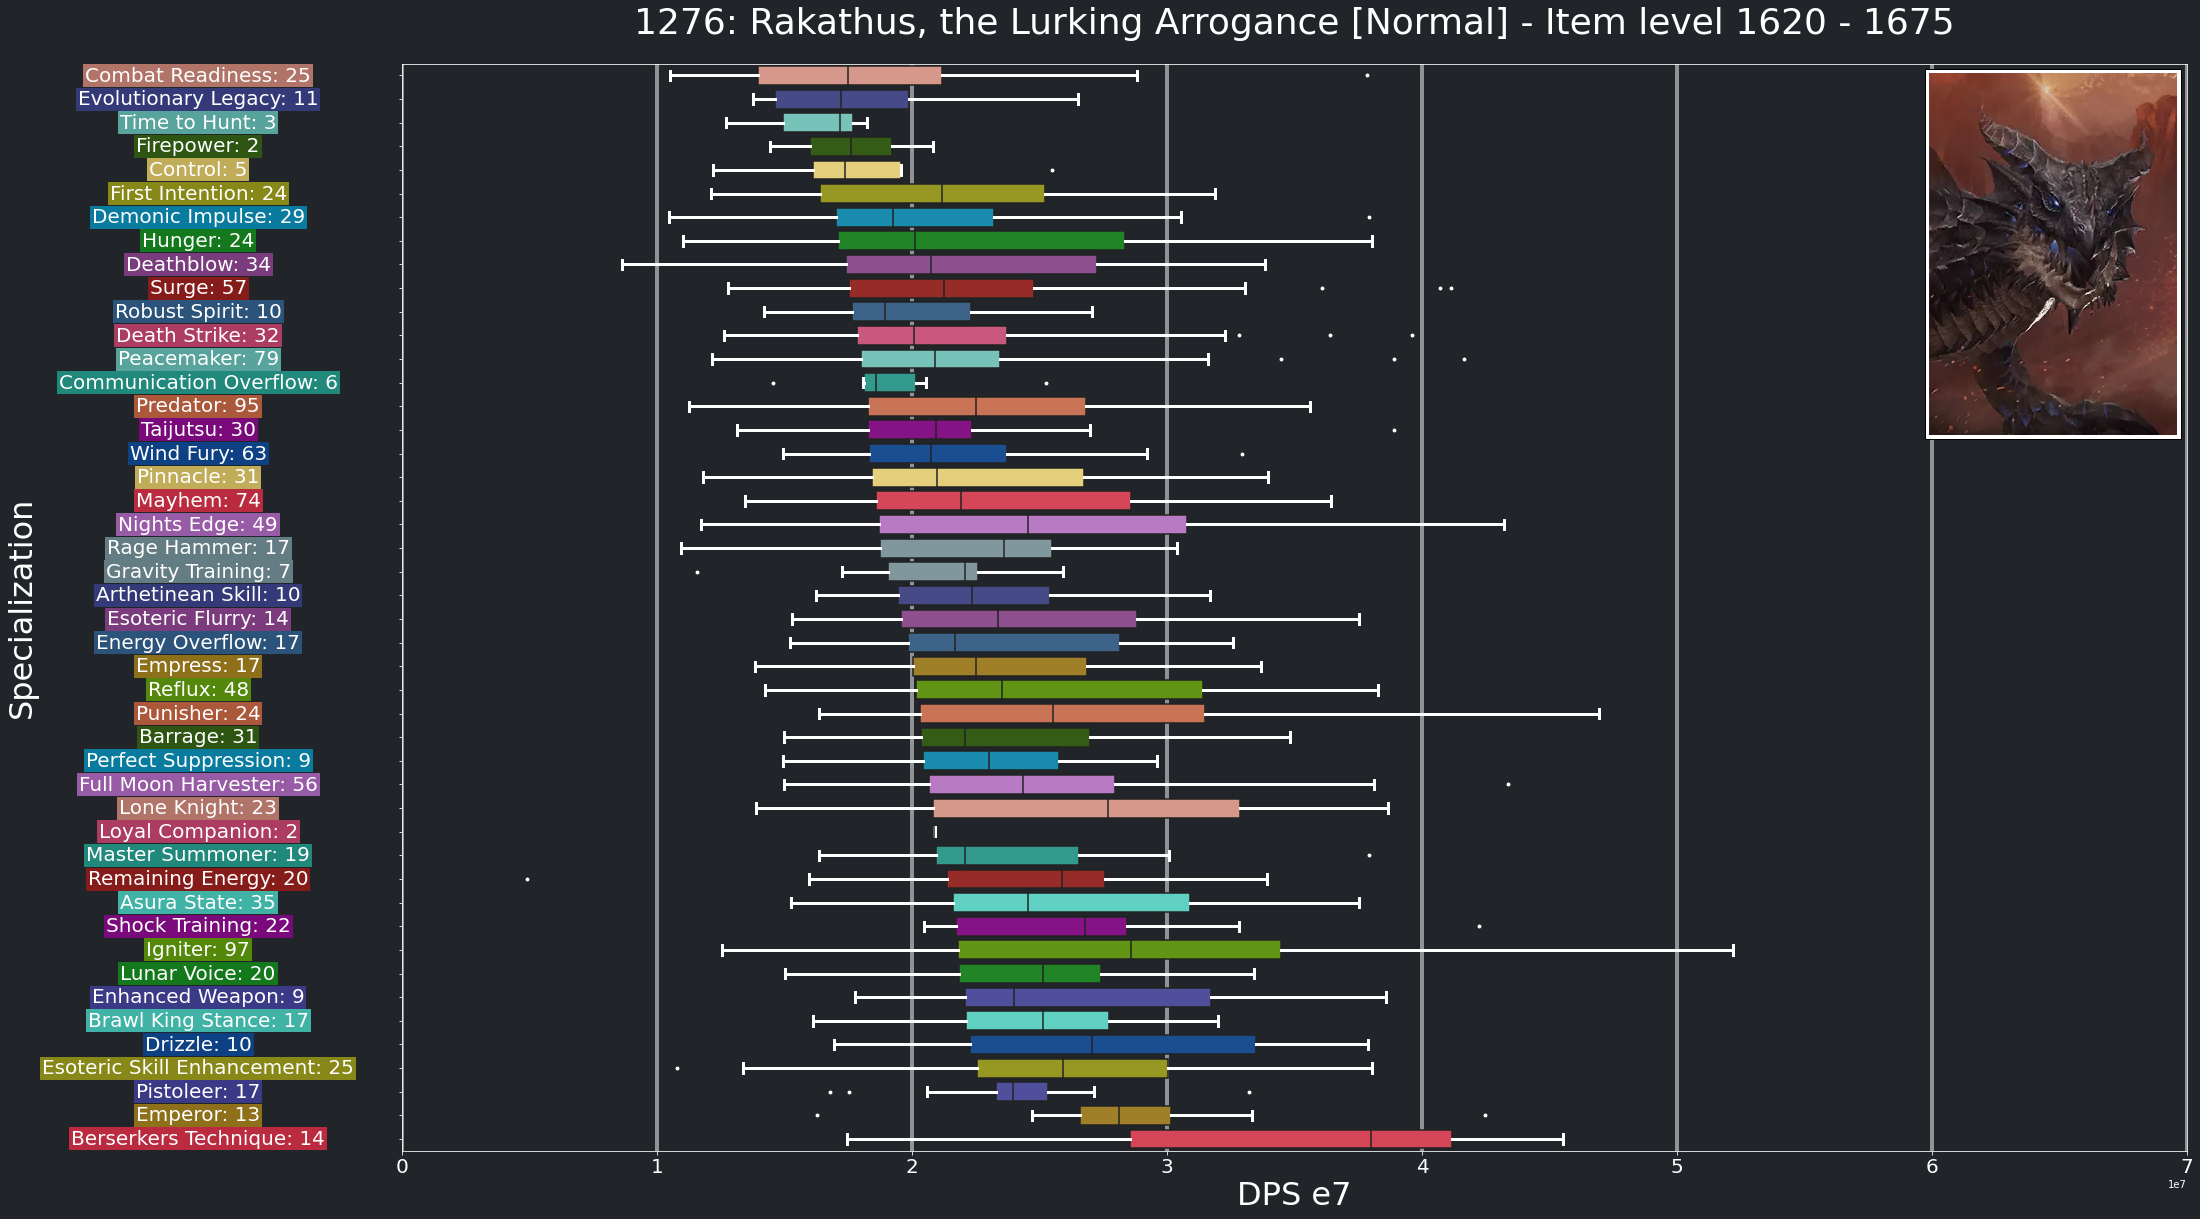 1276: Rakathus, the Lurking Arrogance [Normal] - Item level 1620 - 1675
Specialization
Combat Readiness: 25
Evolutionary Legacy: 11
Time to Hunt: 3
Firepower: 2
Control: 5
First Intention: 24
Demonic Impulse: 29
Hunger: 24
Deathblow: 34
Surge: 57
Robust Spirit: 10
Death Strike: 32
Peacemaker: 79
Communication Overflow: 6
Predator: 95
Taijutsu: 30
Wind Fury: 63
Pinnacle: 31
Mayhem: 74
Nights Edge: 49
Rage Hammer: 17
Gravity Training: 7
Arthetinean Skill: 10
Esoteric Flurry: 14
Energy Overflow: 17
Empress: 17
Reflux: 48
Punisher: 24
Barrage: 31
Perfect Suppression: 9
Full Moon Harvester: 56
Lone Knight: 23
Loyal Companion: 2
Master Summoner: 19
Remaining Energy: 20
Asura State: 35
Shock Training: 22
Igniter: 97
Lunar Voice: 20
Enhanced Weapon: 9
Brawl King Stance: 17
Drizzle: 10
Esoteric Skill Enhancement: 25
Pistoleer: 17
Emperor: 13
Berserkers Technique: 14
0 1 2 3 4 5 6 7
DPS e7
1e7